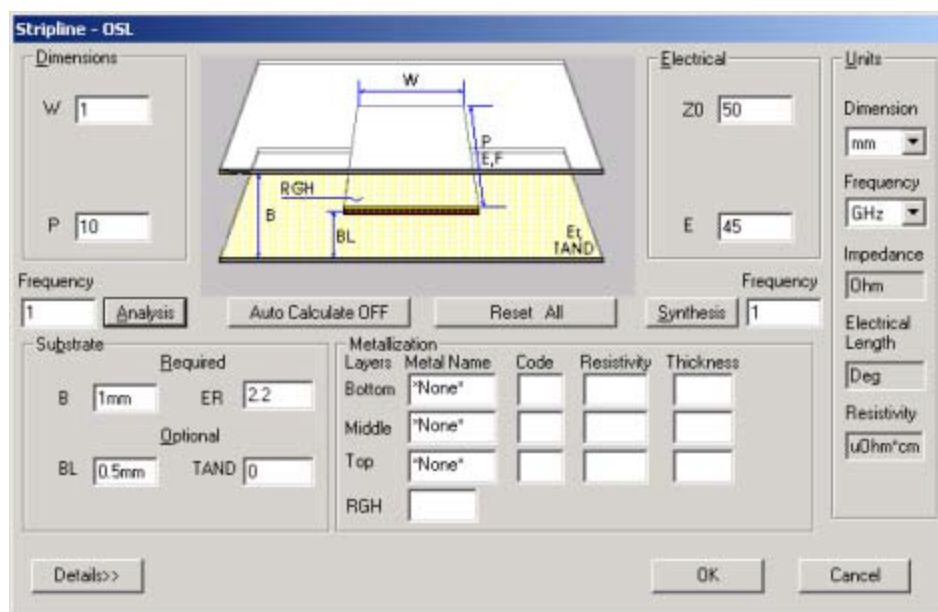 Stripline - OSL
Dimensions
W 1
P 10
W
P
E,F
RGH
B
BL
Er,
TAND
Electrical
Z0 50
E 45
Units
Dimension
mm
Frequency
GHz
Impedance
Ohm
Electrical
Length
Deg
Resistivity
uOhm*cm
Frequency
1 Analysis
Auto Calculate OFF
Reset All
Frequency
Synthesis 1
Substrate
Required
B 1mm ER 2.2
Optional
BL 0.5mm TAND 0
Metallization
Layers Metal Name Code Resistivity Thickness
Bottom *None*
Middle *None*
Top *None*
RGH
Details>>
OK
Cancel